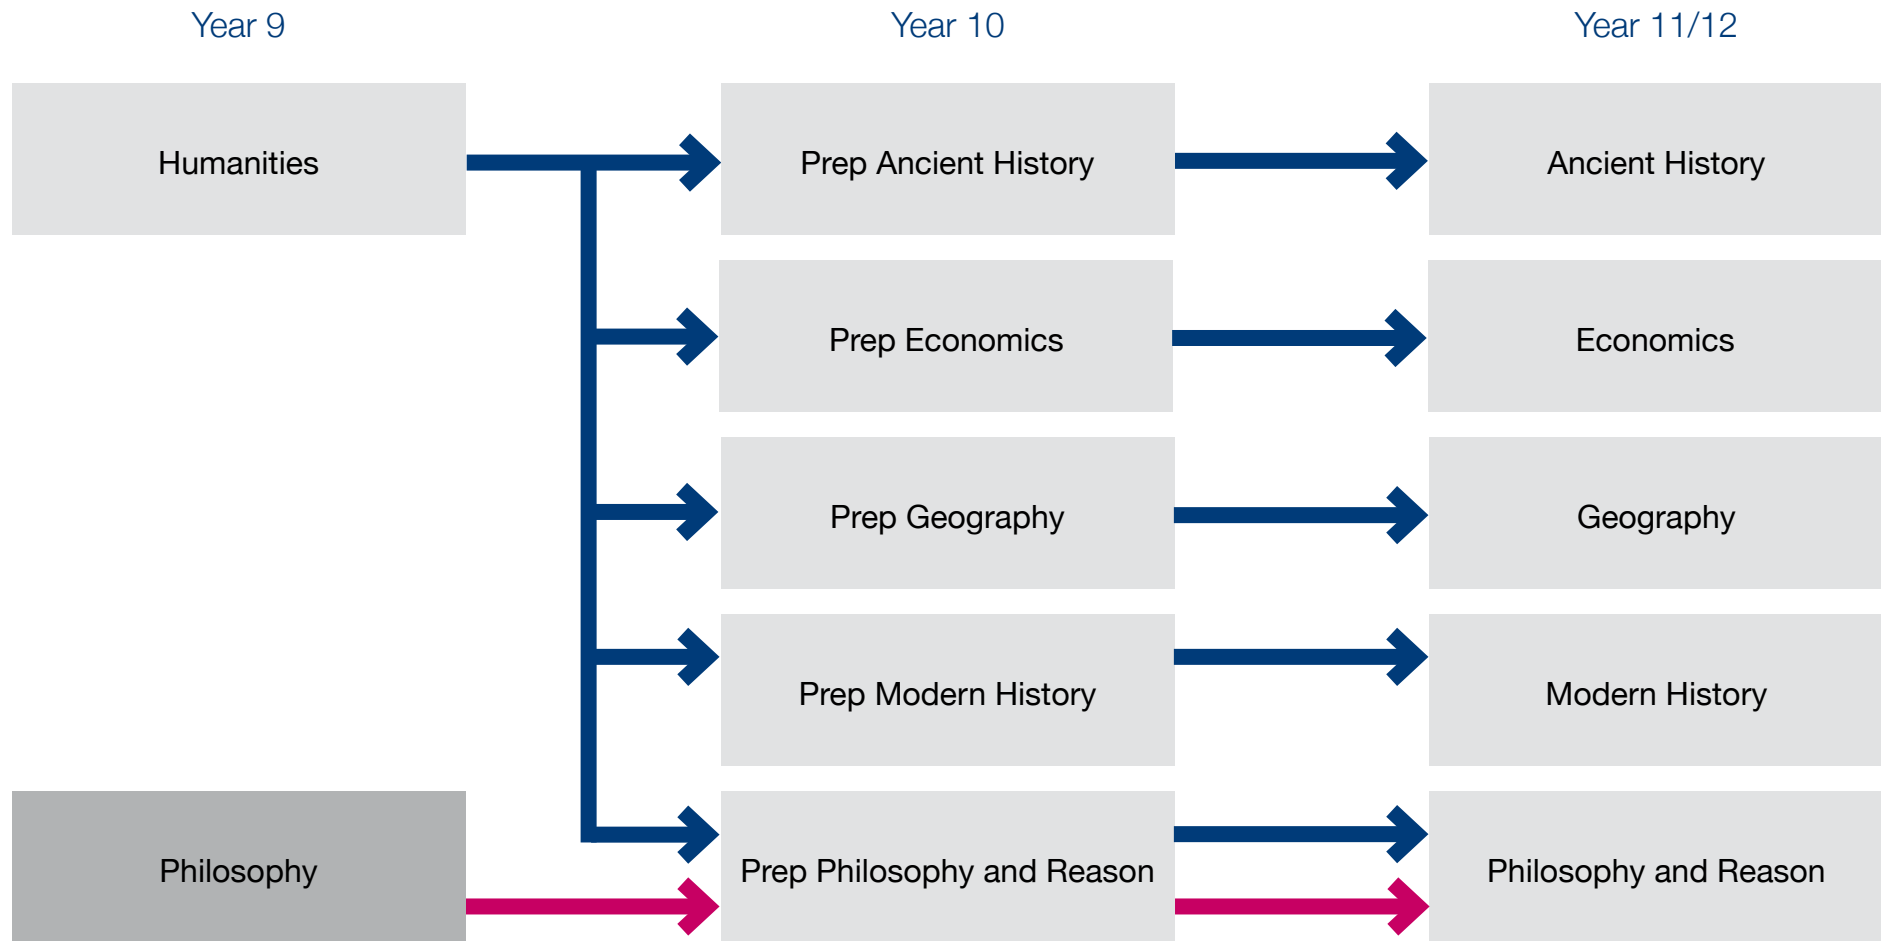 Year 9
Year 10
Year 11/12
Humanities
Prep Ancient History
Ancient History
Prep Economics
Economics
Prep Geography
Geography
Prep Modern History
Modern History
Philosophy
Prep Philosophy and Reason
Philosophy and Reason